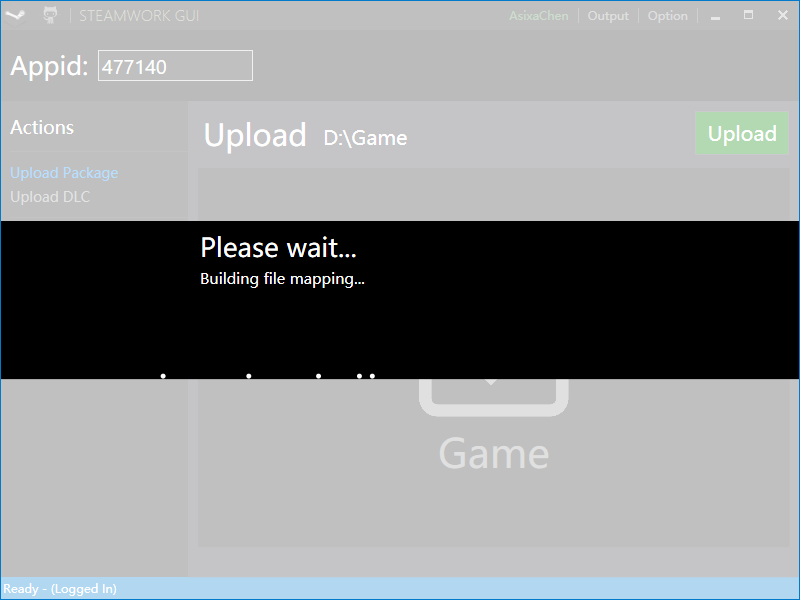 STEAMWORK GUI AsixaChen Output Option
Appid: 477140
Actions
Upload D:\Game Upload
Upload Package
Upload DLC
Please wait...
Building file mapping...
Game
Ready - (Logged In)